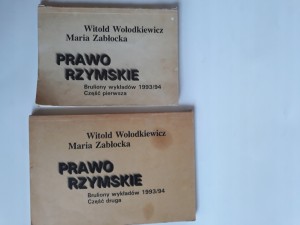 Witold Wołodkiewicz
Maria Zabłocka
PRAWO
RZYMSKIE
Bruliony wykładów 1993/94
Część pierwsza
Witold Wołodkiewicz
Maria Zabłocka
PRAWO
RZYMSKIE
Bruliony wykładów 1993/94
Część druga